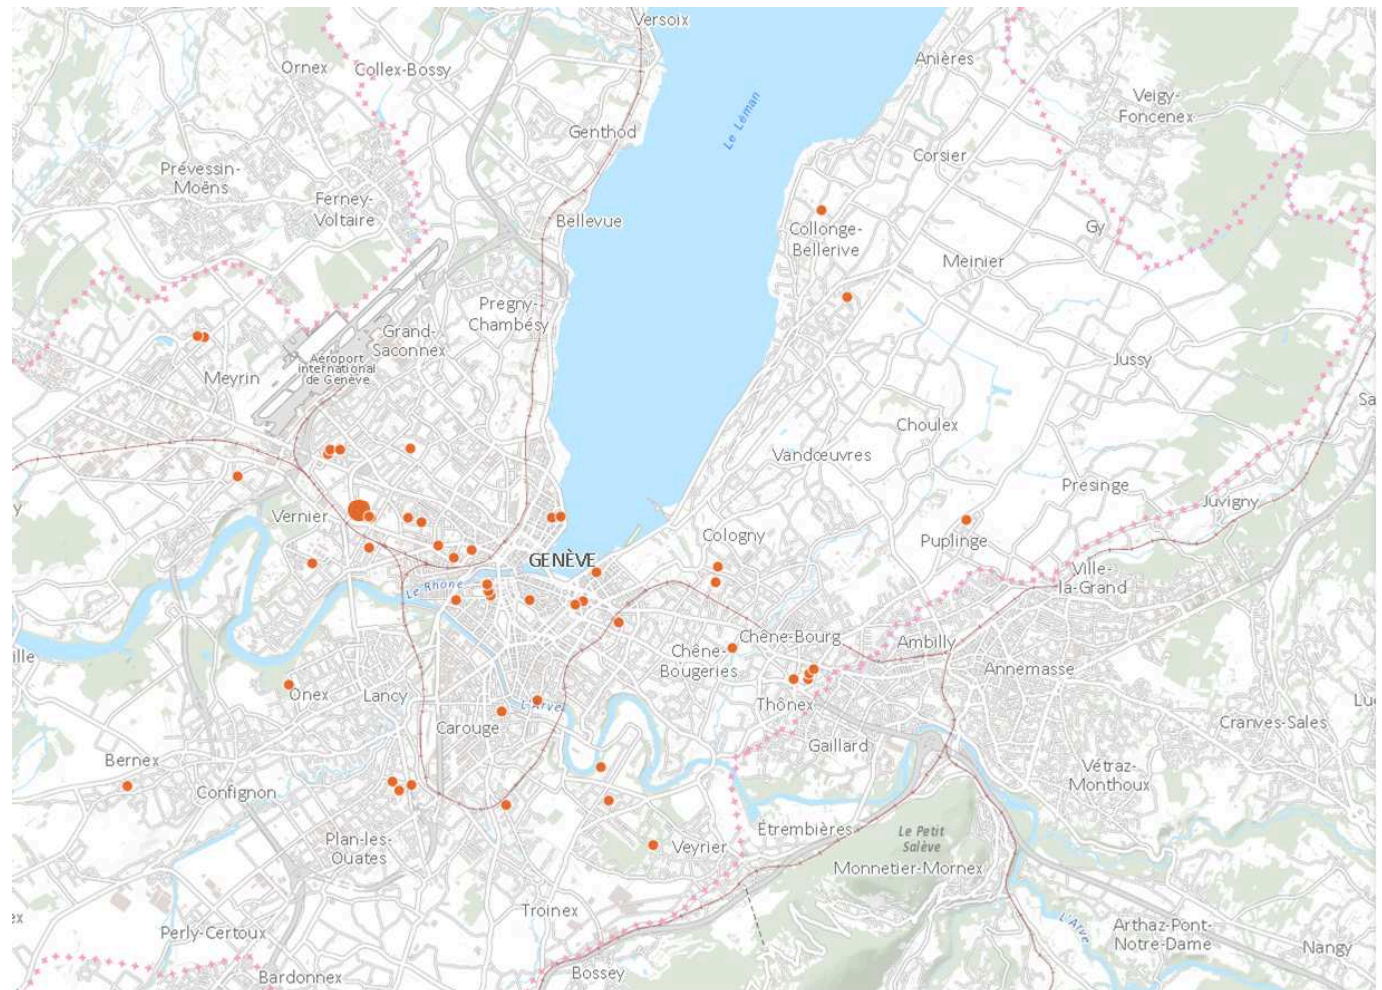 Versoix
Ornex
Collex-Bossy
Anières
Veigy-
Foncenex
Le Léman
Genthod
Corsier
Prévessin-
Moëns
Ferney-
Voltaire
Bellevue
Collonge-
Bellerive
Gy
Meinier
Pregny-
Chambésy
Grand-
Saconnex
Aéroport
international
de Genève
Meyrin
Jussy
Sa
Choulex
Vandœuvres
Presinge
Juvigny
y
Vernier
Cologny
Puplinge
GENÈVE
Ville-
la-Grand
Le Rhône
Chêne-Bourg
Ambilly
ille
Chêne-
Bougeries
Annemasse
Onex
Lancy
L'Arve
Thônex
Lu
Carouge
Cranves-Sales
Gaillard
Bernex
Vétraz-
Monthoux
Confignon
Étrembières
Le Petit
Salève
Plan-les-
Ouates
Veyrier
Monnetier-Mornex
Troinex
ex
L'Arve
Arthaz-Pont-
Notre-Dame
Perly-Certoux
Nangy
Bardonnex
Bossey